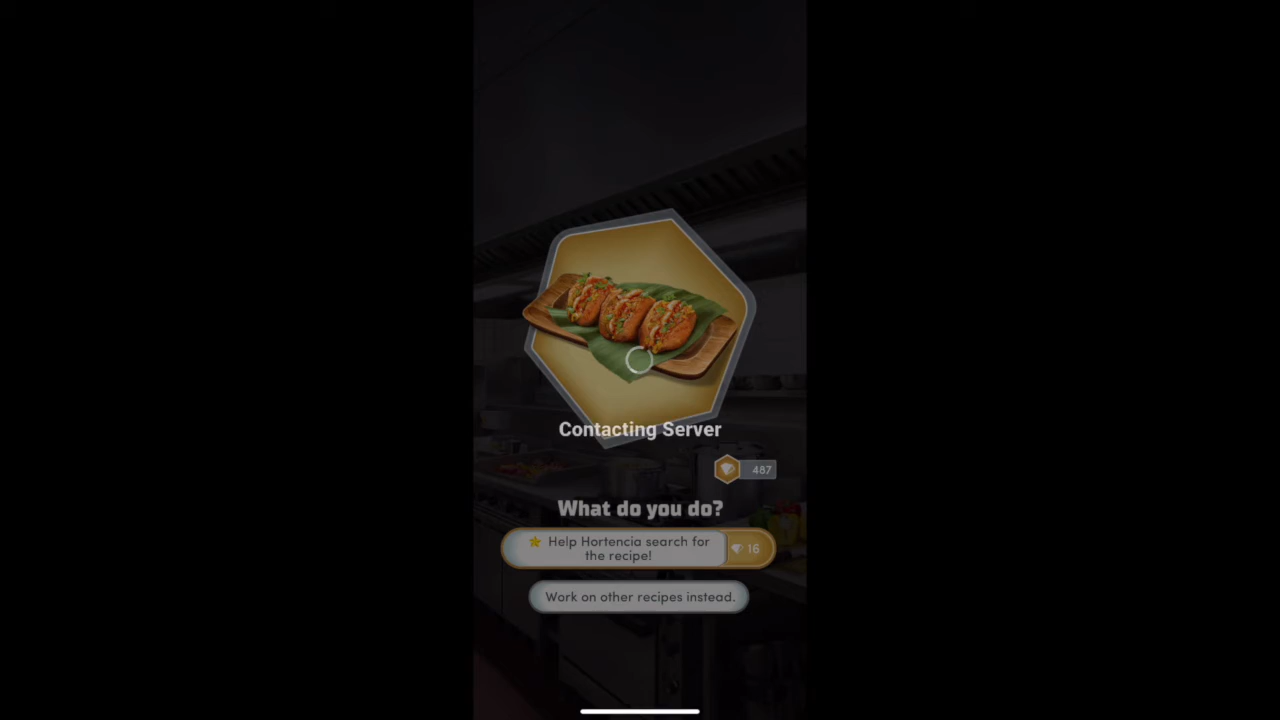 Contacting Server
487
What do you do?
Help Hortencia search for
the recipe!
16
Work on other recipes instead.